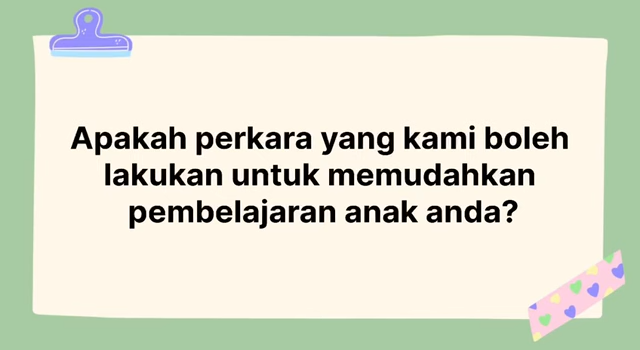 Apakah perkara yang kami boleh
lakukan untuk memudahkan
pembelajaran anak anda?